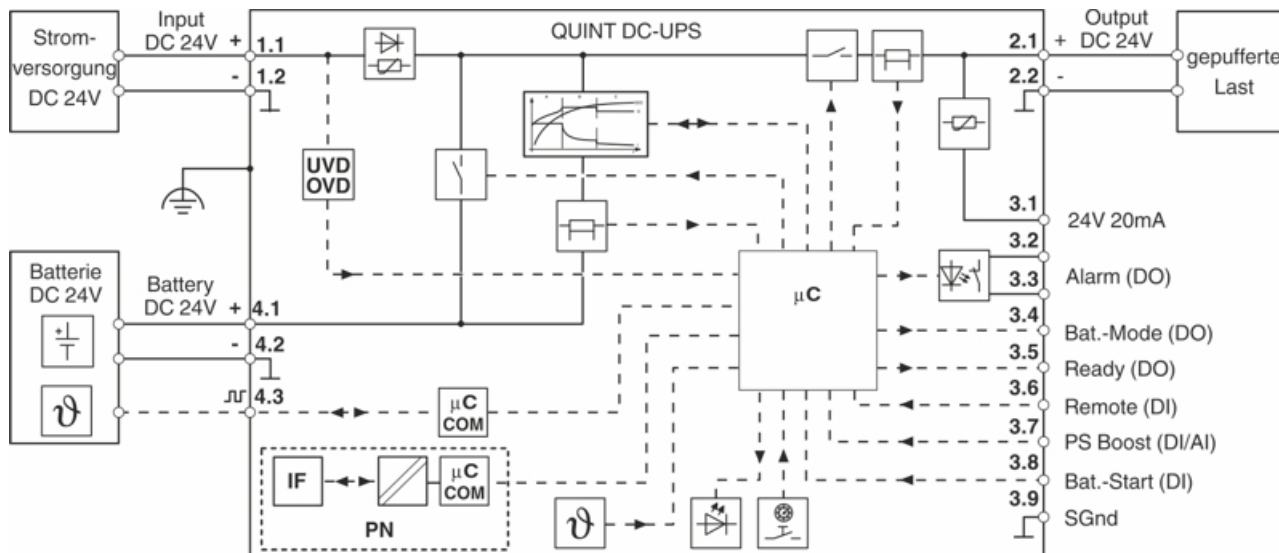 Strom-
versorgung
DC 24V
Input
DC 24V
+
1.1
-
1.2
QUINT DC-UPS
2.1
+
Output
DC 24V
2.2
-
gepufferte
Last
UVD
OVD
3.1
24V 20mA
3.2
3.3
Alarm (DO)
µC
3.4
Bat.-Mode (DO)
3.5
Ready (DO)
3.6
Remote (DI)
3.7
PS Boost (DI/AI)
3.8
Bat.-Start (DI)
3.9
SGnd
Batterie
DC 24V
Battery
DC 24V
+
4.1
-
4.2
4.3
+
ϑ
µC
COM
IF
µC
COM
PN
ϑ